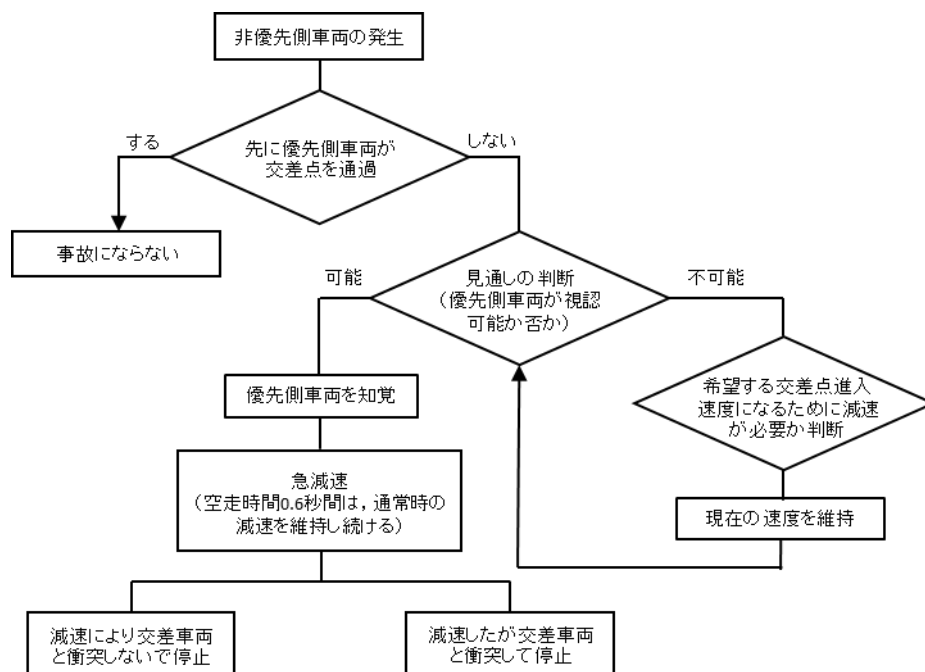 非優先側車両の発生
する
しない
先に優先側車両が
交差点を通過
事故にならない
可能
不可能
見通しの判断
（優先側車両が視認
可能か否か）
優先側車両を知覚
希望する交差点進入
速度になるために減速
が必要か判断
急減速
（空走時間0.6秒間は，通常時の
減速を維持し続ける）
現在の速度を維持
減速により交差車両
と衝突しないで停止
減速したが交差車両
と衝突して停止